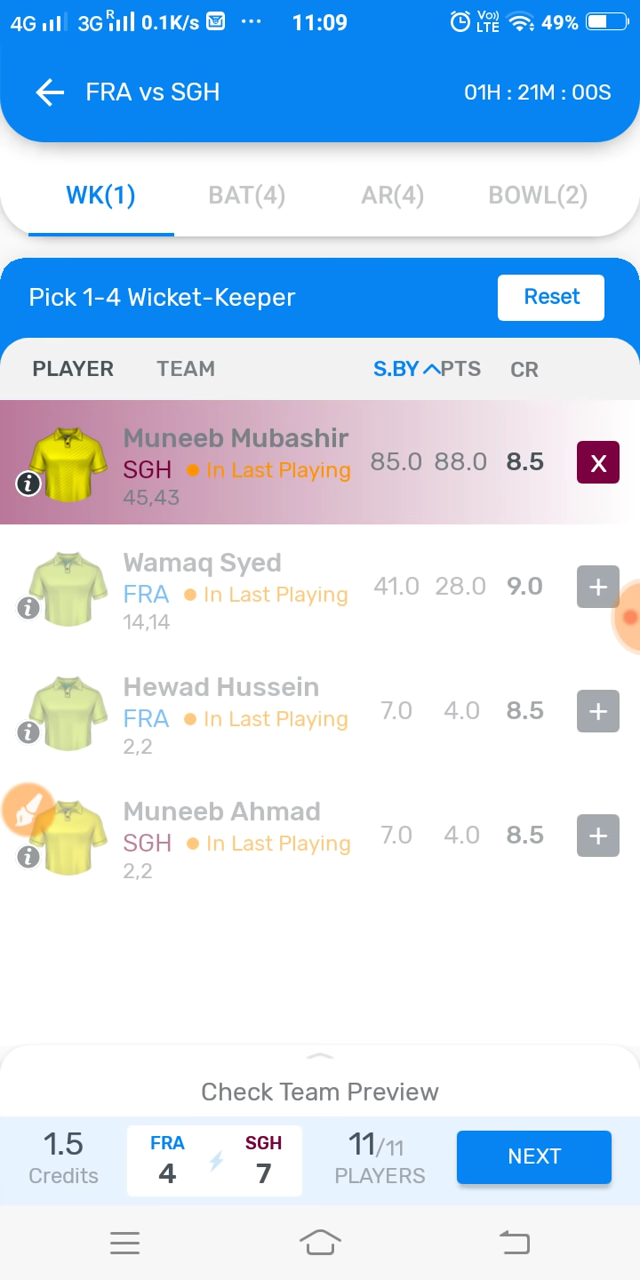 4G 3G R 0.1K/s ... 11:09 Vo) LTE 49%
FRA vs SGH 01H : 21M : 00S
WK(1) BAT(4) AR(4) BOWL(2)
Pick 1-4 Wicket-Keeper Reset
PLAYER TEAM S.BY PTS CR
Muneeb Mubashir
SGH In Last Playing 85.0 88.0 8.5 X
45,43
Wamaq Syed
FRA In Last Playing 41.0 28.0 9.0 +
14,14
Hewad Hussein
FRA In Last Playing 7.0 4.0 8.5 +
2,2
Muneeb Ahmad
SGH In Last Playing 7.0 4.0 8.5 +
2,2
Check Team Preview
1.5 FRA SGH 11/11 NEXT
Credits 4 7 PLAYERS